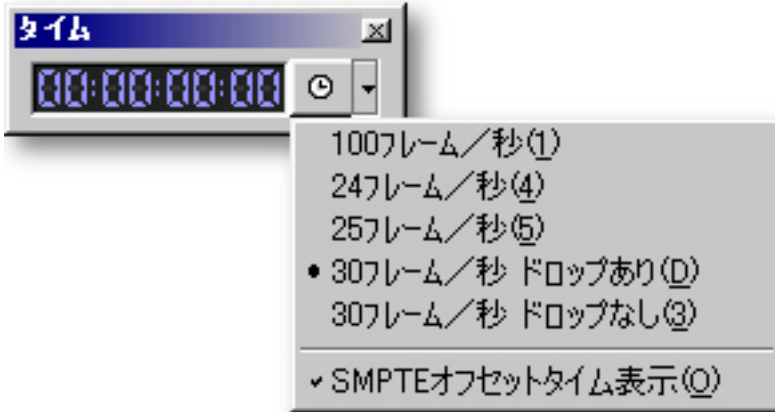 タイム
00:00:00:00
100フレーム／秒(1)
24フレーム／秒(4)
25フレーム／秒(5)
30フレーム／秒 ドロップあり(D)
30フレーム／秒 ドロップなし(3)
SMPTEオフセットタイム表示(O)